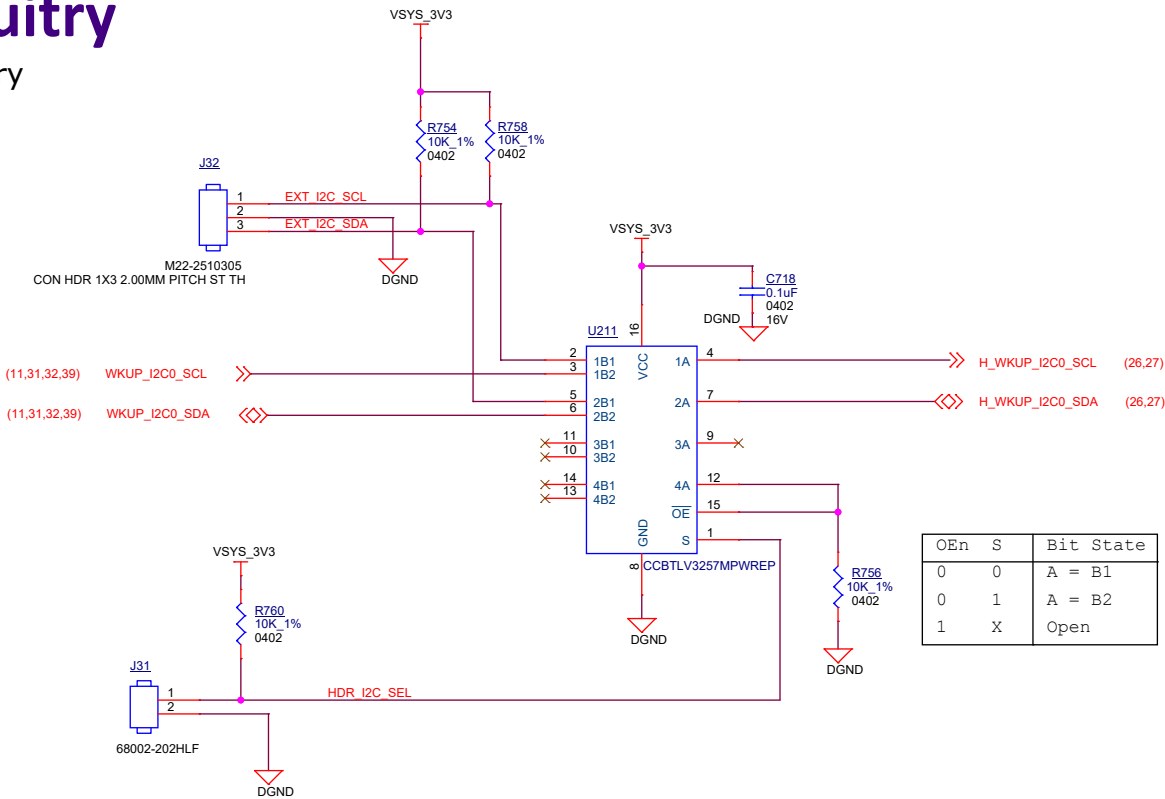 uitry
ry
VSYS_3V3
R754
10K_1%
0402
R758
10K_1%
0402
J32
1
2
3
EXT_I2C_SCL
EXT_I2C_SDA
M22-2510305
CON HDR 1X3 2.00MM PITCH ST TH
DGND
VSYS_3V3
C718
0.1uF
0402
16V
DGND
U211
16
VCC
2
1B1
3
1B2
5
2B1
6
2B2
11
3B1
10
3B2
14
4B1
13
4B2
4
1A
7
2A
9
3A
12
4A
15
OE
1
S
GND
8
CCBTLV3257MPWREP
DGND
(11,31,32,39) WKUP_I2C0_SCL
(11,31,32,39) WKUP_I2C0_SDA
H_WKUP_I2C0_SCL (26,27)
H_WKUP_I2C0_SDA (26,27)
R756
10K_1%
0402
DGND
OEn S Bit State
0 0 A = B1
0 1 A = B2
1 X Open
VSYS_3V3
R760
10K_1%
0402
J31
1
2
HDR_I2C_SEL
68002-202HLF
DGND